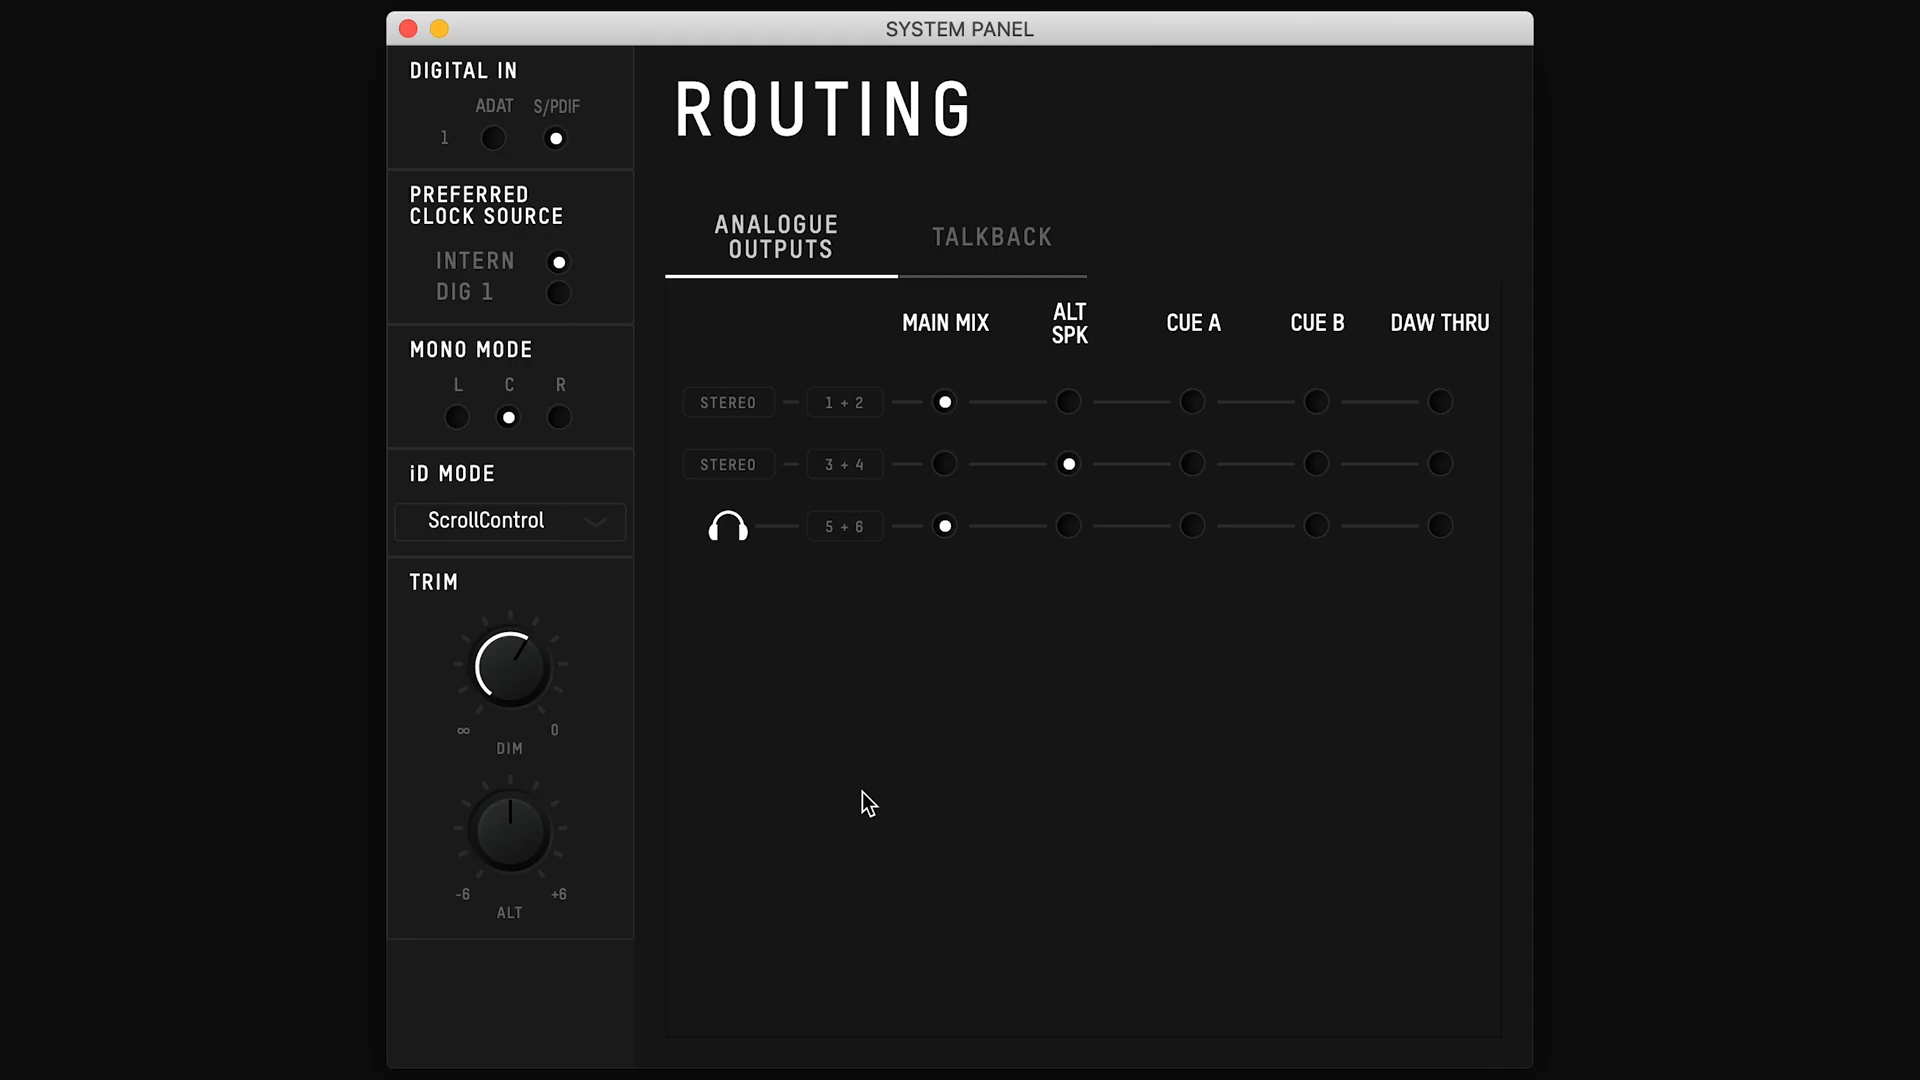 SYSTEM PANEL
DIGITAL IN
ADAT S/PDIF
1
PREFERRED
CLOCK SOURCE
INTERN
DIG 1
MONO MODE
L C R
iD MODE
ScrollControl
TRIM
∞ 0
DIM
-6 +6
ALT
ROUTING
ANALOGUE
OUTPUTS
TALKBACK
MAIN MIX
ALT
SPK
CUE A
CUE B
DAW THRU
STEREO 1 + 2
STEREO 3 + 4
5 + 6